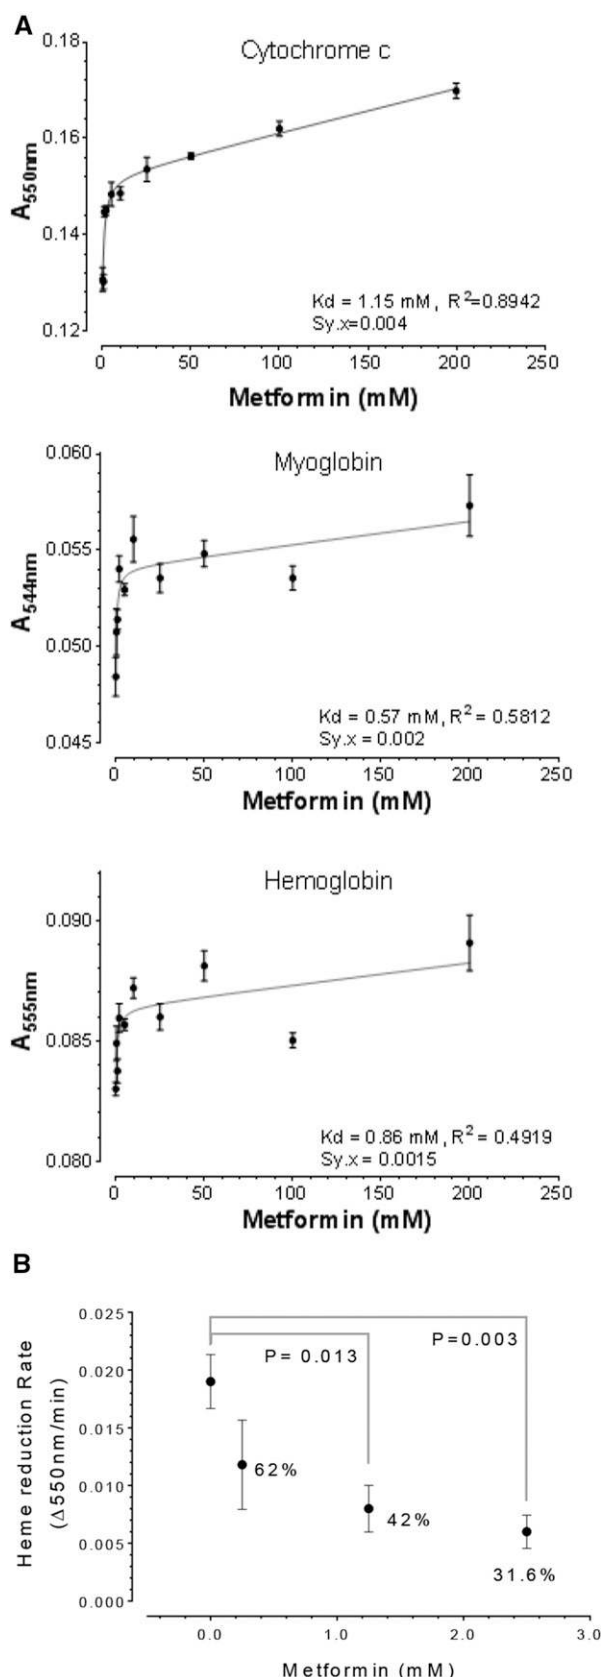 A
Cytochrome c
0.18
0.16
0.14
0.12
A550nm
Kd = 1.15 mM, R2=0.8942
Sy.x=0.004
0 50 100 150 200 250
Metformin (mM)
Myoglobin
0.060
0.055
0.050
0.045
A544nm
Kd = 0.57 mM, R2 = 0.5812
Sy.x = 0.002
0 50 100 150 200 250
Metformin (mM)
Hemoglobin
0.090
0.085
0.080
A555nm
Kd = 0.86 mM, R2 = 0.4919
Sy.x = 0.0015
0 50 100 150 200 250
Metformin (mM)
B
0.025
0.020
0.015
0.010
0.005
0.000
Heme reduction Rate
(Δ550nm/min)
P=0.003
P= 0.013
62%
42%
31.6%
0.0 1.0 2.0 3.0
Metformin (mM)